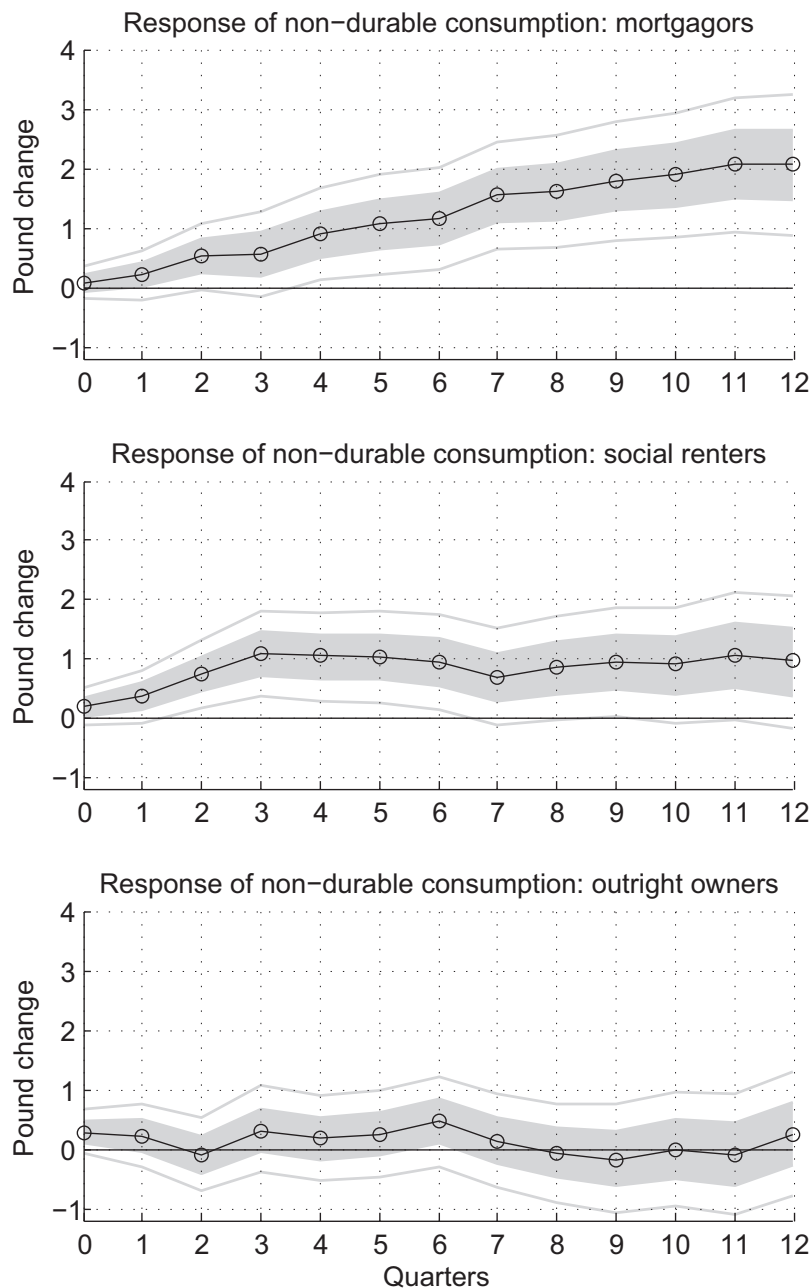 Response of non−durable consumption: mortgagors
Pound change
4
3
2
1
0
−1
0 1 2 3 4 5 6 7 8 9 10 11 12
Response of non−durable consumption: social renters
Pound change
4
3
2
1
0
−1
0 1 2 3 4 5 6 7 8 9 10 11 12
Response of non−durable consumption: outright owners
Pound change
4
3
2
1
0
−1
0 1 2 3 4 5 6 7 8 9 10 11 12
Quarters